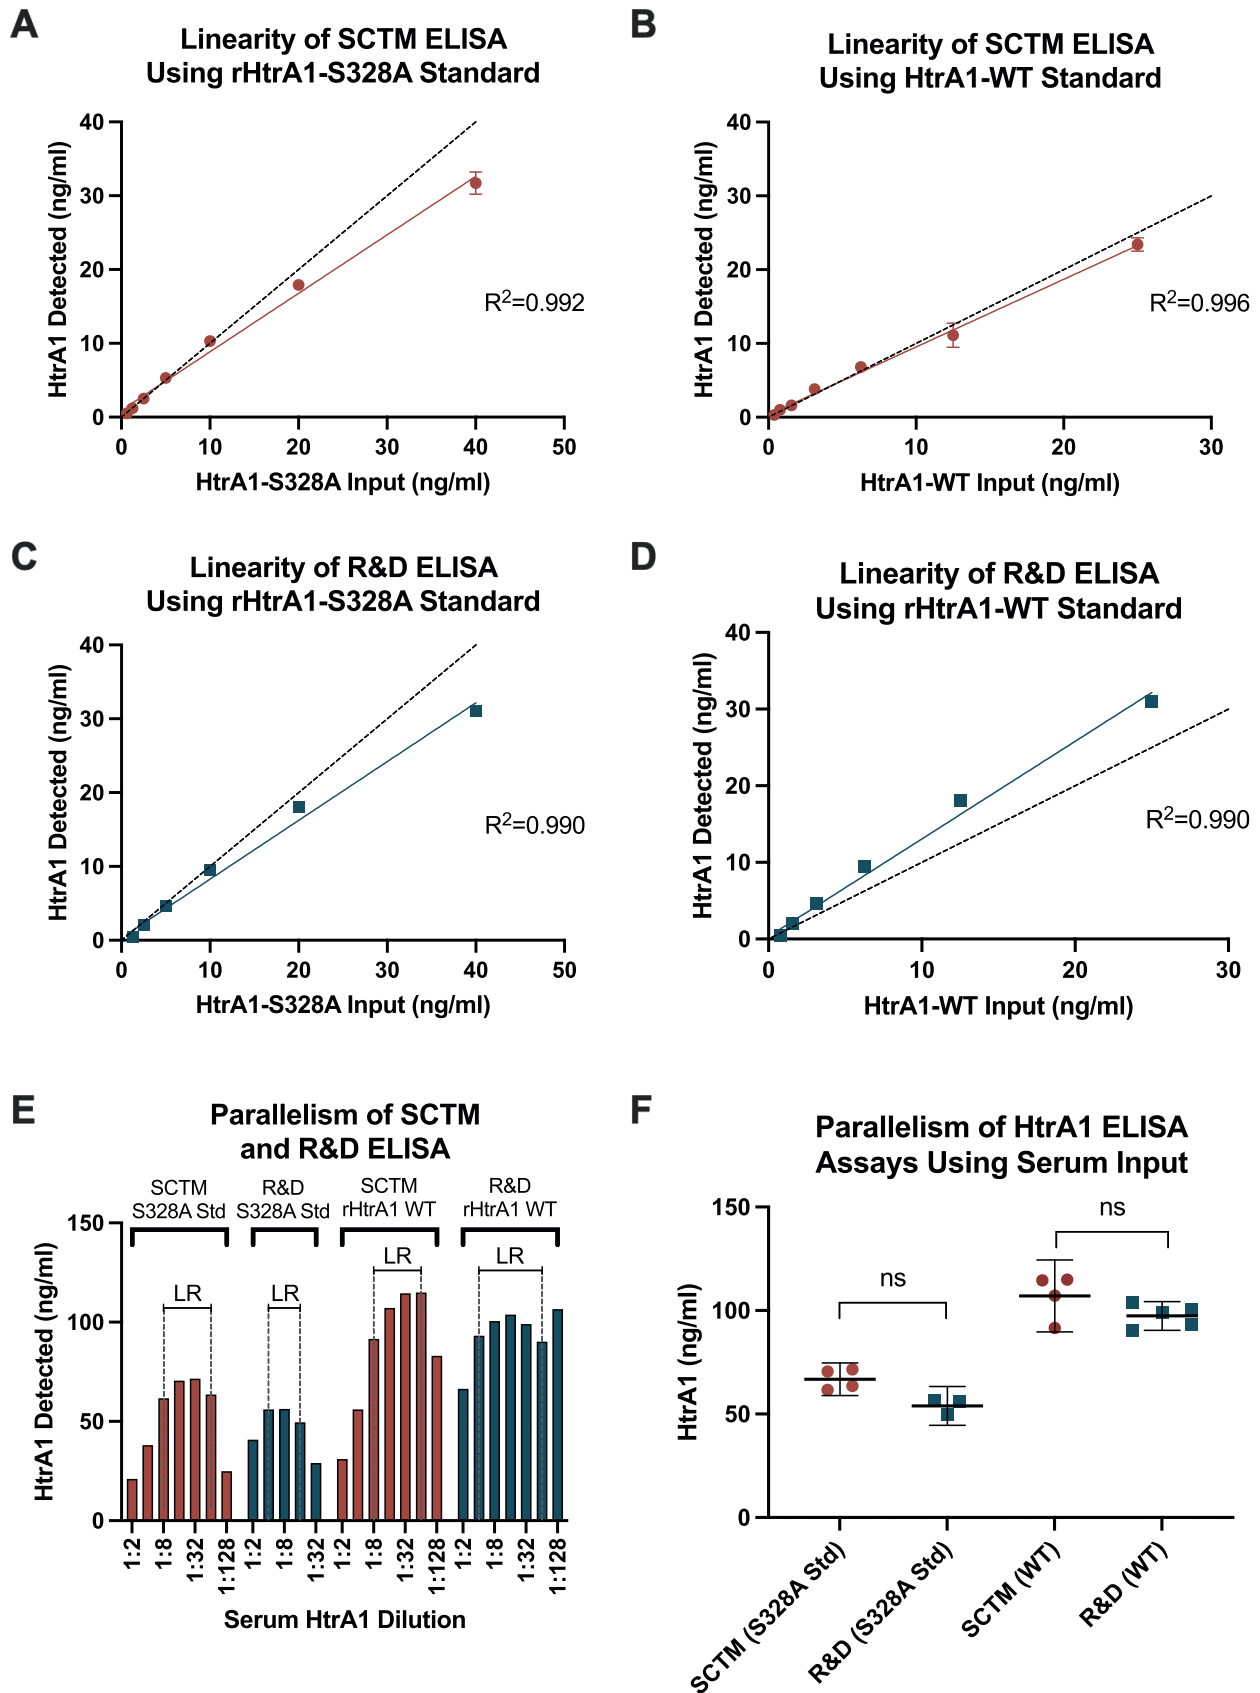 A
Linearity of SCTM ELISA
Using rHtrA1-S328A Standard
HtrA1 Detected (ng/ml)
40
30
20
10
0
R²=0.992
0 10 20 30 40 50
HtrA1-S328A Input (ng/ml)
B
Linearity of SCTM ELISA
Using HtrA1-WT Standard
HtrA1 Detected (ng/ml)
40
30
20
10
0
R²=0.996
0 10 20 30
HtrA1-WT Input (ng/ml)
C
Linearity of R&D ELISA
Using rHtrA1-S328A Standard
HtrA1 Detected (ng/ml)
40
30
20
10
0
R²=0.990
0 10 20 30 40 50
HtrA1-S328A Input (ng/ml)
D
Linearity of R&D ELISA
Using rHtrA1-WT Standard
HtrA1 Detected (ng/ml)
40
30
20
10
0
R²=0.990
0 10 20 30
HtrA1-WT Input (ng/ml)
E
Parallelism of SCTM
and R&D ELISA
SCTM
S328A Std
R&D
S328A Std
SCTM
rHtrA1 WT
R&D
rHtrA1 WT
LR LR LR LR
HtrA1 Detected (ng/ml)
150
100
50
0
1:2 1:8 1:32 1:128 1:2 1:8 1:32 1:2 1:8 1:32 1:128 1:2 1:8 1:32 1:128
Serum HtrA1 Dilution
F
Parallelism of HtrA1 ELISA
Assays Using Serum Input
HtrA1 (ng/ml)
150
100
50
0
ns
ns
SCTM (S328A Std)
R&D (S328A Std)
SCTM (WT)
R&D (WT)